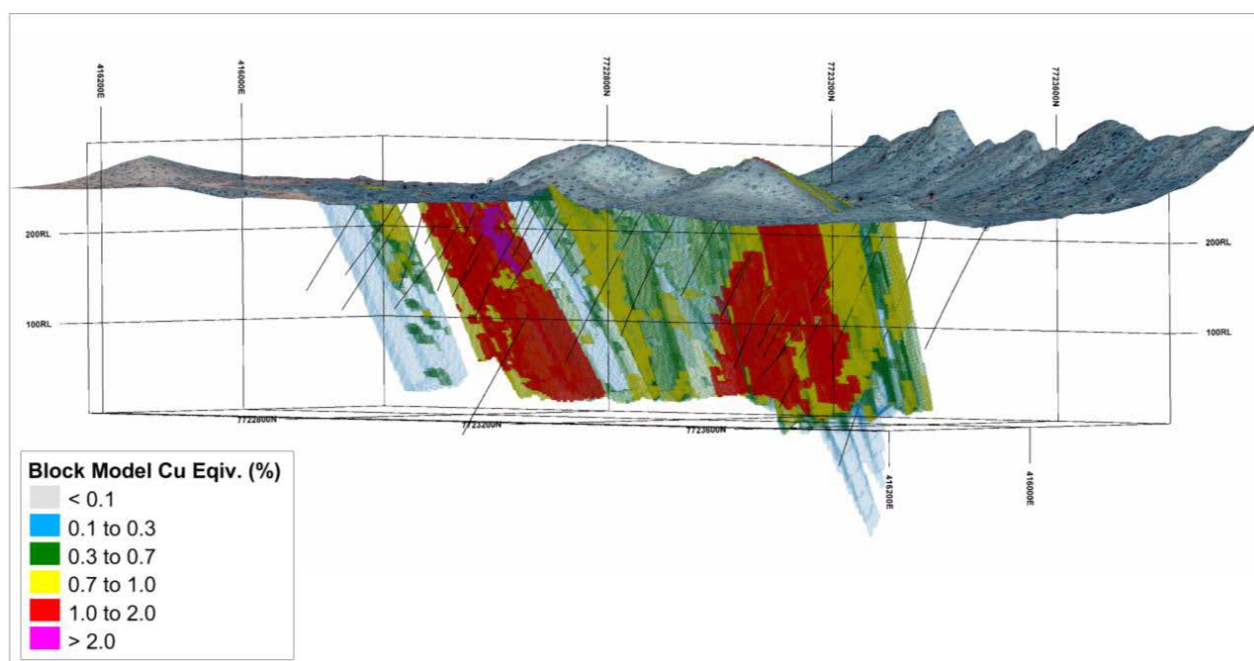 416200E
416000E
7722800N
7723200N
7723600N
200RL
200RL
100RL
100RL
7722800N
7723200N
7723600N
416200E
416000E
Block Model Cu Eqiv. (%)
< 0.1
0.1 to 0.3
0.3 to 0.7
0.7 to 1.0
1.0 to 2.0
> 2.0